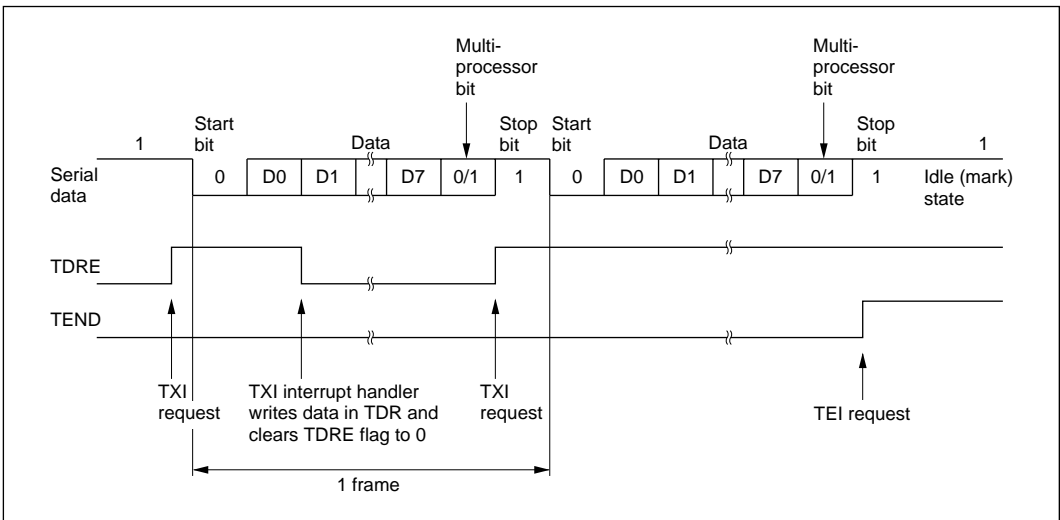 Multi-
processor
bit
Multi-
processor
bit
Start
bit
Data
Stop
bit
Start
bit
Data
Stop
bit
1
1
Serial
data
0 D0 D1 D7 0/1 1 0 D0 D1 D7 0/1 1
Idle (mark)
state
TDRE
TEND
TXI
request
TXI interrupt handler
writes data in TDR and
clears TDRE flag to 0
TXI
request
TEI request
1 frame